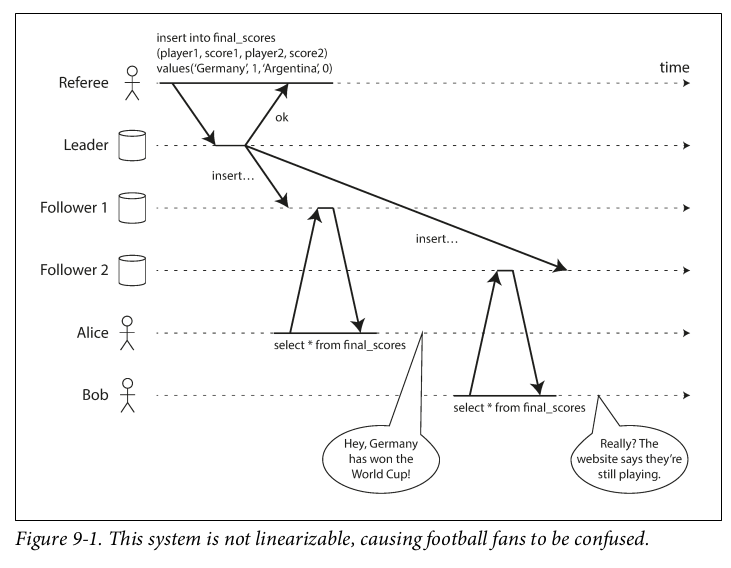 insert into final_scores
(player1, score1, player2, score2)
values(‘Germany’, 1, ‘Argentina’, 0)
time
Referee
ok
Leader
insert…
Follower 1
insert…
Follower 2
Alice
select * from final_scores
Bob
select * from final_scores
Hey, Germany
has won the
World Cup!
Really? The
website says they’re
still playing.
Figure 9-1. This system is not linearizable, causing football fans to be confused.